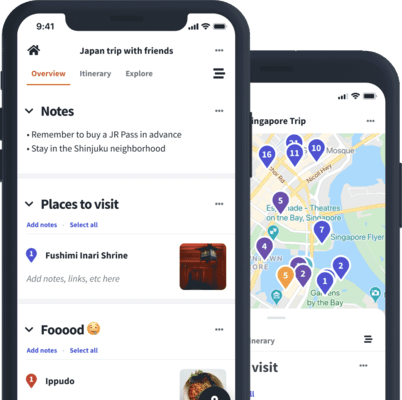 9:41
Japan trip with friends
Overview
Itinerary
Explore
Notes
• Remember to buy a JR Pass in advance
• Stay in the Shinjuku neighborhood
Places to visit
Add notes · Select all
1 Fushimi Inari Shrine
Add notes, links, etc here
Fooood
Add notes · Select all
1 Ippudo
ingapore Trip
16
11
10
Mosque
Nicoll Hwy
5
Theatres
on the Bay, Singapore
7
Singapore Flyer
4
5
2
1
2
by the Bay
inerary
visit